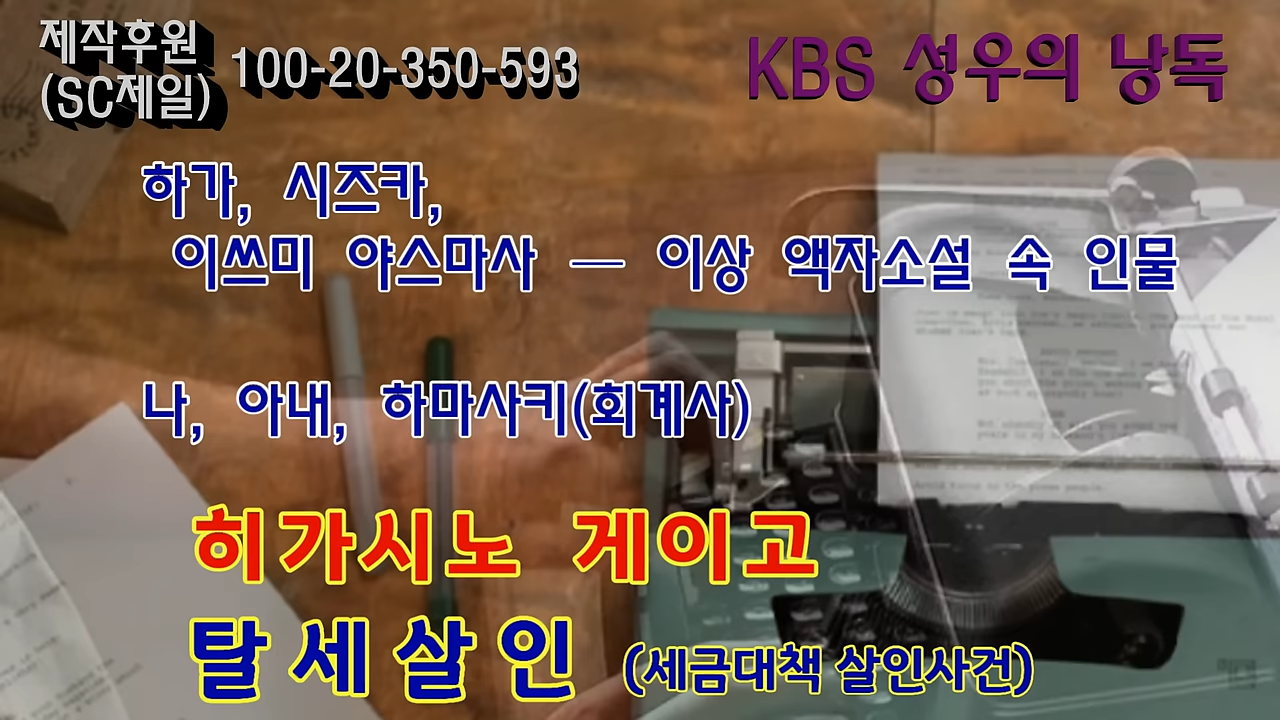 제작후원
(SC제일)
100-20-350-593
KBS 성우의 낭독
하가, 시즈카,
이쓰미 야스마사 — 이상 액자소설 속 인물
나, 아내, 하마사키(회계사)
히가시노 게이고
탈세살인 (세금대책 살인사건)